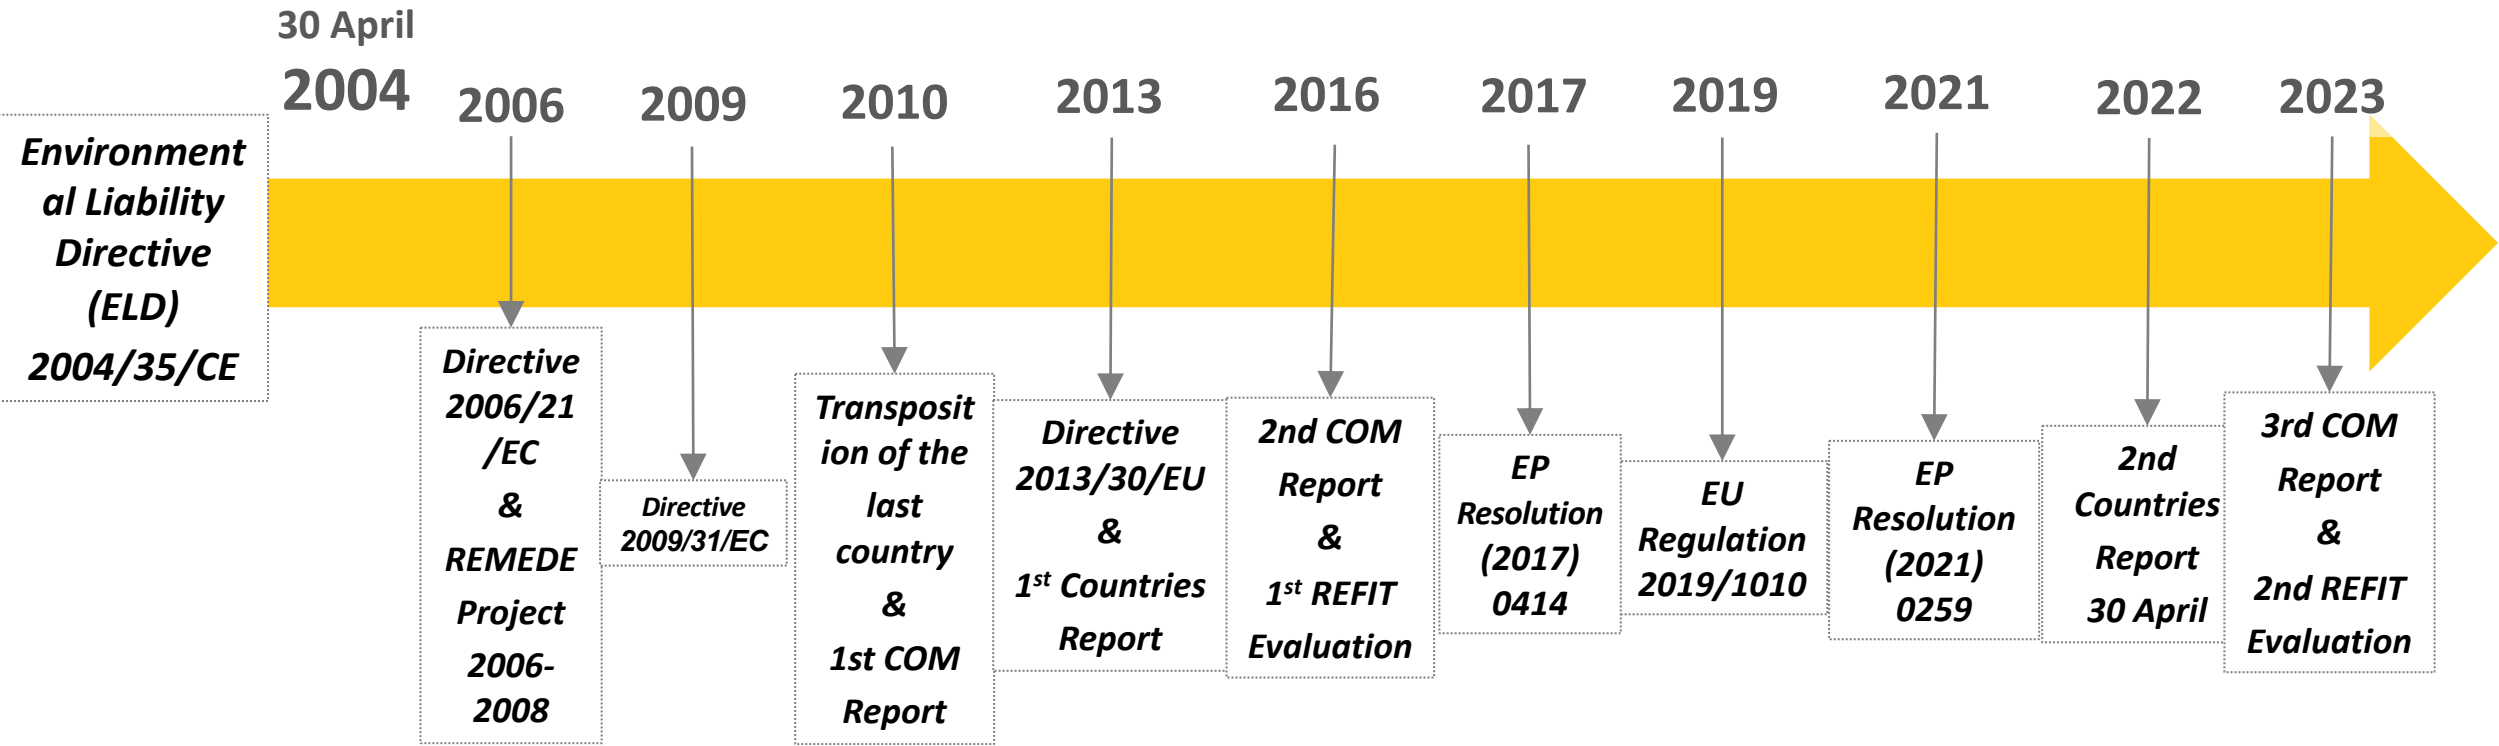 30 April
2004
2006
2009
2010
2013
2016
2017
2019
2021
2022
2023
Environment
al Liability
Directive
(ELD)
2004/35/CE
Directive
2006/21
/EC
&
REMEDE
Project
2006-
2008
Directive
2009/31/EC
Transposit
ion of the
last
country
&
1st COM
Report
Directive
2013/30/EU
&
1st Countries
Report
2nd COM
Report
&
1st REFIT
Evaluation
EP
Resolution
(2017)
0414
EU
Regulation
2019/1010
EP
Resolution
(2021)
0259
2nd
Countries
Report
30 April
3rd COM
Report
&
2nd REFIT
Evaluation